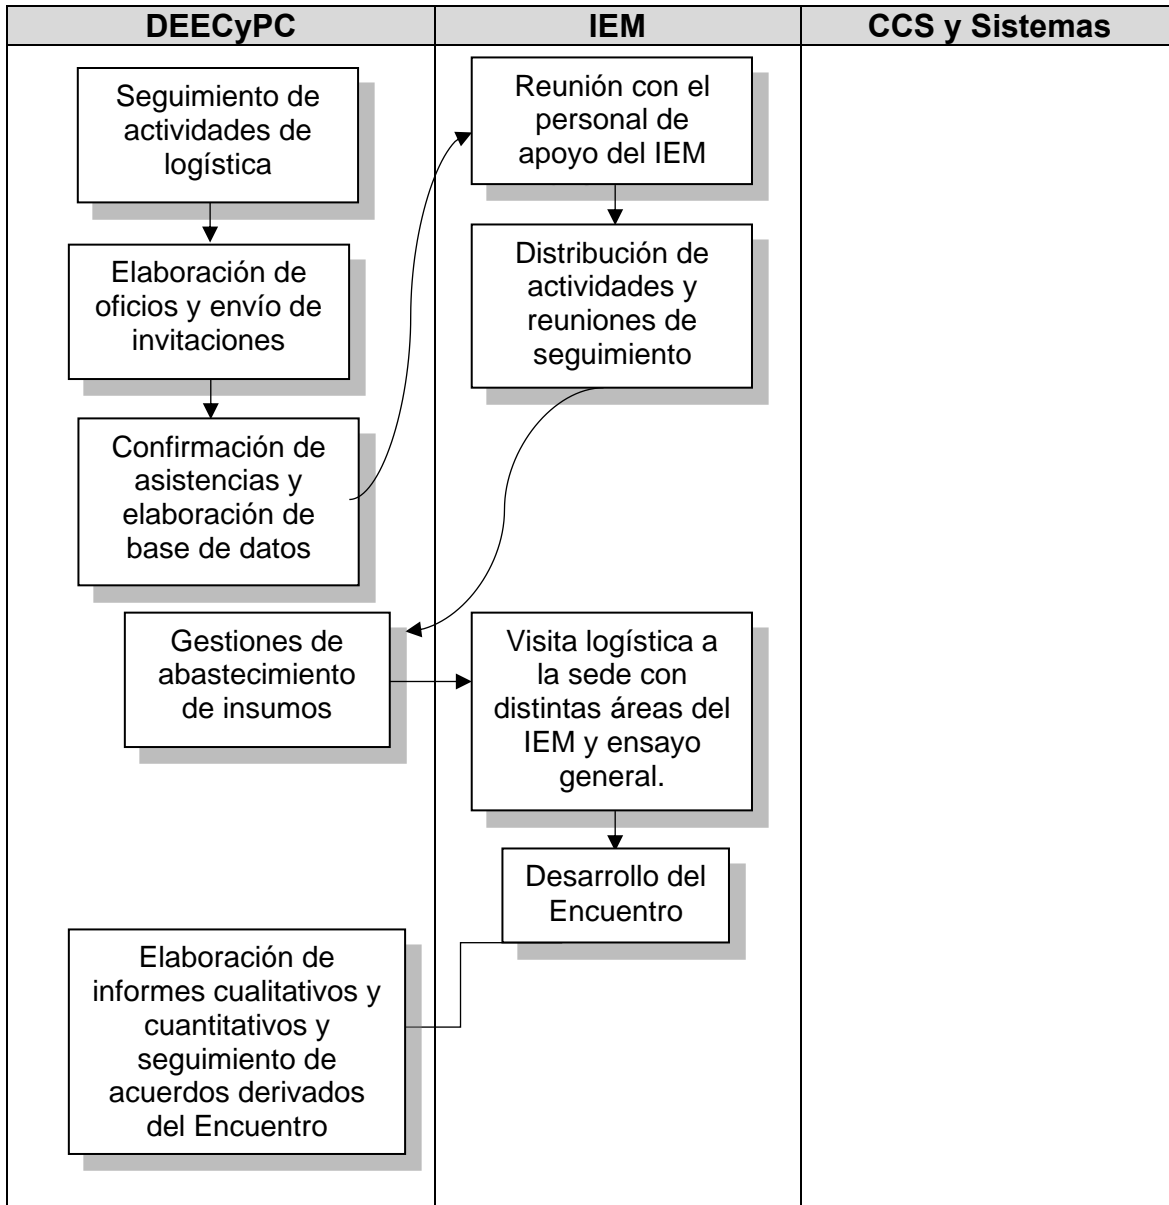 DEECyPC
IEM
CCS y Sistemas
Seguimiento de
actividades de
logística
Elaboración de
oficios y envío de
invitaciones
Confirmación de
asistencias y
elaboración de
base de datos
Reunión con el
personal de
apoyo del IEM
Distribución de
actividades y
reuniones de
seguimiento
Gestiones de
abastecimiento
de insumos
Visita logística a
la sede con
distintas áreas del
IEM y ensayo
general.
Desarrollo del
Encuentro
Elaboración de
informes cualitativos y
cuantitativos y
seguimiento de
acuerdos derivados
del Encuentro